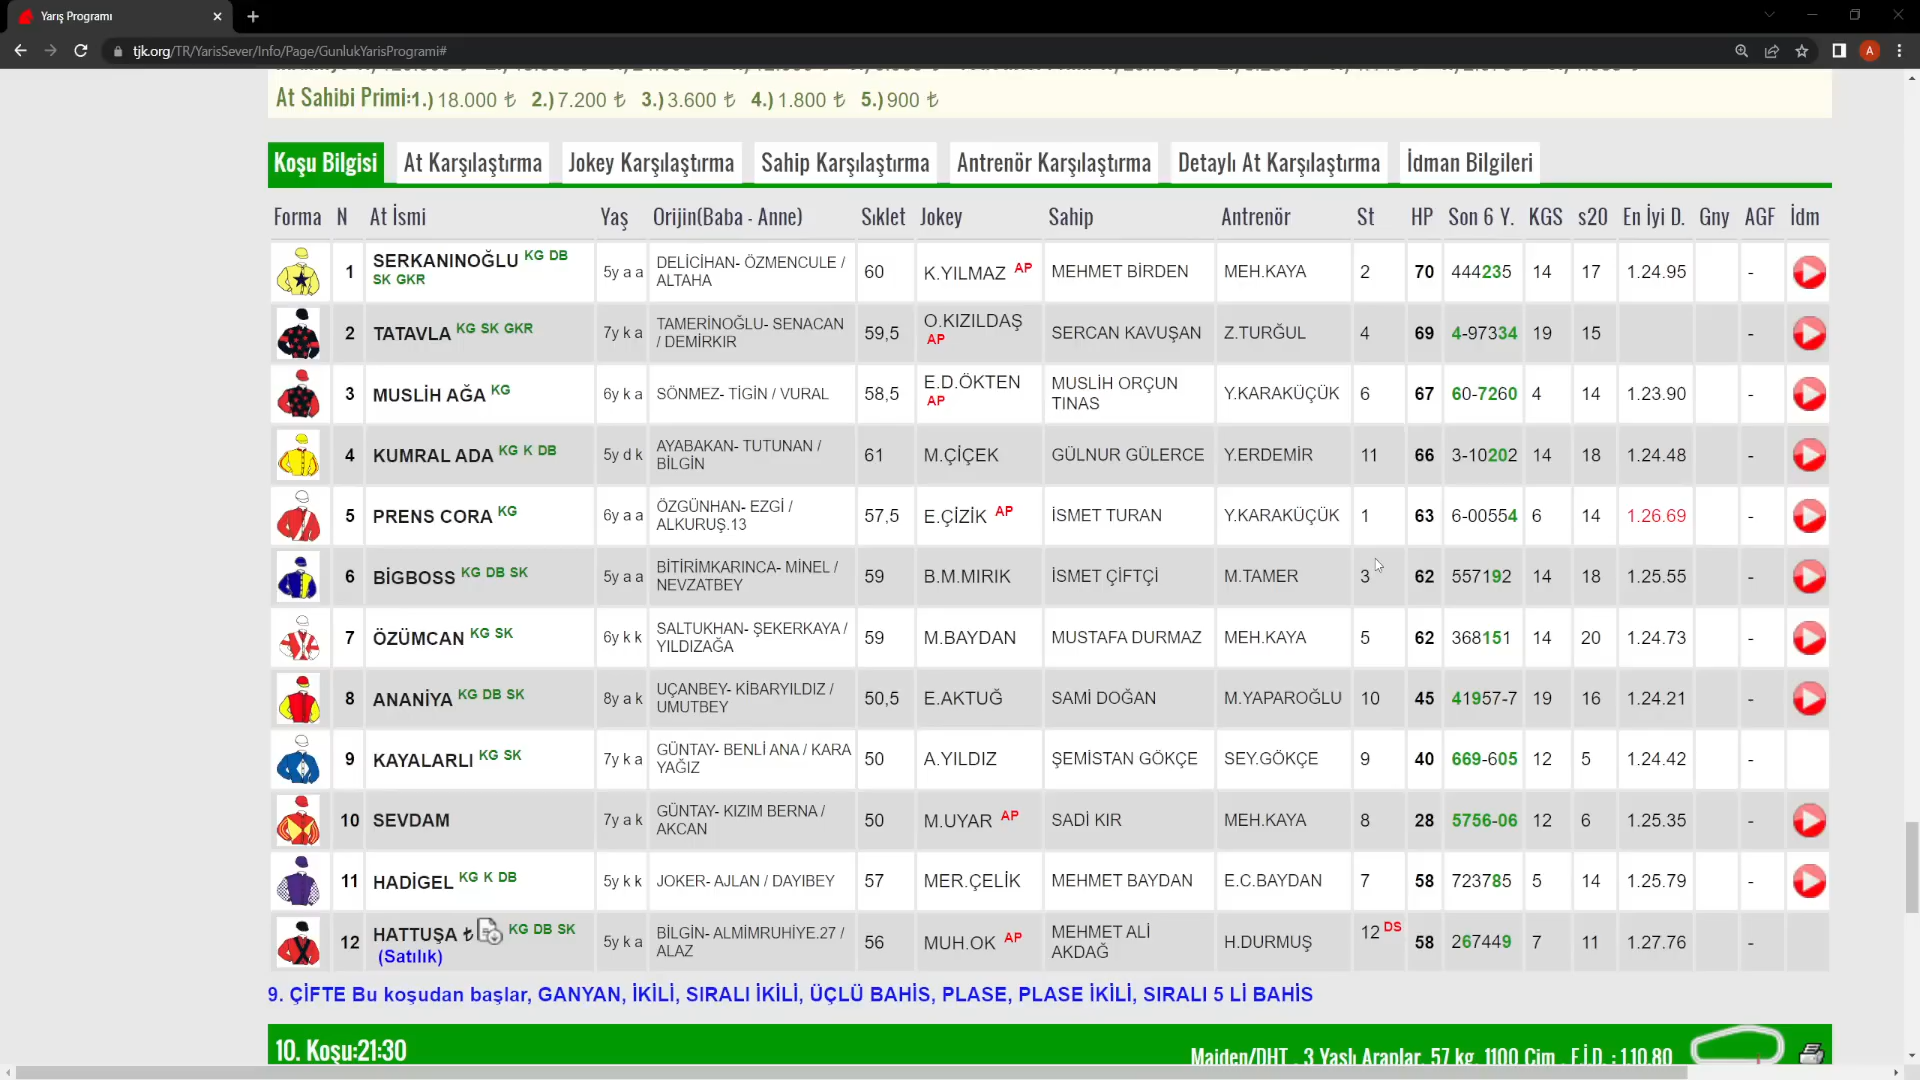 Yarış Programı
tjk.org/TR/YarisSever/Info/Page/GunlukYarisProgrami#
A
At Sahibi Primi:1.) 18.000 ₺ 2.) 7.200 ₺ 3.) 3.600 ₺ 4.) 1.800 ₺ 5.) 900 ₺
Koşu Bilgisi At Karşılaştırma Jokey Karşılaştırma Sahip Karşılaştırma Antrenör Karşılaştırma Detaylı At Karşılaştırma İdman Bilgileri
Forma N At İsmi Yaş Orijin(Baba - Anne) Sıklet Jokey Sahip Antrenör St HP Son 6 Y. KGS s20 En İyi D. Gny AGF İdm
1 SERKANINOĞLU KG DB SK GKR 5y a a DELİCİHAN- ÖZMENCULE / ALTAHA 60 K.YILMAZ AP MEHMET BİRDEN MEH.KAYA 2 70 444235 14 17 1.24.95 -
2 TATAVLA KG SK GKR 7y k a TAMERİNOĞLU- SENACAN / DEMİRKIR 59,5 O.KIZILDAŞ AP SERCAN KAVUŞAN Z.TURĞUL 4 69 4-97334 19 15 -
3 MUSLİH AĞA KG 6y k a SÖNMEZ- TİGİN / VURAL 58,5 E.D.ÖKTEN AP MUSLİH ORÇUN TINAS Y.KARAKÜÇÜK 6 67 60-7260 4 14 1.23.90 -
4 KUMRAL ADA KG K DB 5y d k AYABAKAN- TUTUNAN / BİLGİN 61 M.ÇİÇEK GÜLNUR GÜLERCE Y.ERDEMİR 11 66 3-10202 14 18 1.24.48 -
5 PRENS CORA KG 6y a a ÖZGÜNHAN- EZGİ / ALKURUŞ.13 57,5 E.ÇİZİK AP İSMET TURAN Y.KARAKÜÇÜK 1 63 6-00554 6 14 1.26.69 -
6 BİGBOSS KG DB SK 5y a a BİTİRİMKARINCA- MİNEL / NEVZATBEY 59 B.M.MIRIK İSMET ÇİFTÇİ M.TAMER 3 62 557192 14 18 1.25.55 -
7 ÖZÜMCAN KG SK 6y k k SALTUKHAN- ŞEKERKAYA / YILDIZAĞA 59 M.BAYDAN MUSTAFA DURMAZ MEH.KAYA 5 62 368151 14 20 1.24.73 -
8 ANANİYA KG DB SK 8y a k UÇANBEY- KİBARYILDIZ / UMUTBEY 50,5 E.AKTUĞ SAMİ DOĞAN M.YAPAROĞLU 10 45 41957-7 19 16 1.24.21 -
9 KAYALARLI KG SK 7y k a GÜNTAY- BENLİ ANA / KARA YAĞIZ 50 A.YILDIZ ŞEMİSTAN GÖKÇE SEY.GÖKÇE 9 40 669-605 12 5 1.24.42 -
10 SEVDAM 7y a k GÜNTAY- KIZIM BERNA / AKCAN 50 M.UYAR AP SADİ KIR MEH.KAYA 8 28 5756-06 12 6 1.25.35 -
11 HADİGEL KG K DB 5y k k JOKER- AJLAN / DAYIBEY 57 MER.ÇELİK MEHMET BAYDAN E.C.BAYDAN 7 58 723785 5 14 1.25.79 -
12 HATTUŞA ₺ KG DB SK (Satılık) 5y k a BİLGİN- ALMİMRUHİYE.27 / ALAZ 56 MUH.OK AP MEHMET ALİ AKDAĞ H.DURMUŞ 12 DS 58 267449 7 11 1.27.76 -
9. ÇİFTE Bu koşudan başlar, GANYAN, İKİLİ, SIRALI İKİLİ, ÜÇLÜ BAHİS, PLASE, PLASE İKİLİ, SIRALI 5 Lİ BAHİS
10. Koşu:21:30
Maiden/DHT , 3 Yaşlı Araplar, 57 kg, 1100 Çim , E.İ.D. : 1.10.80